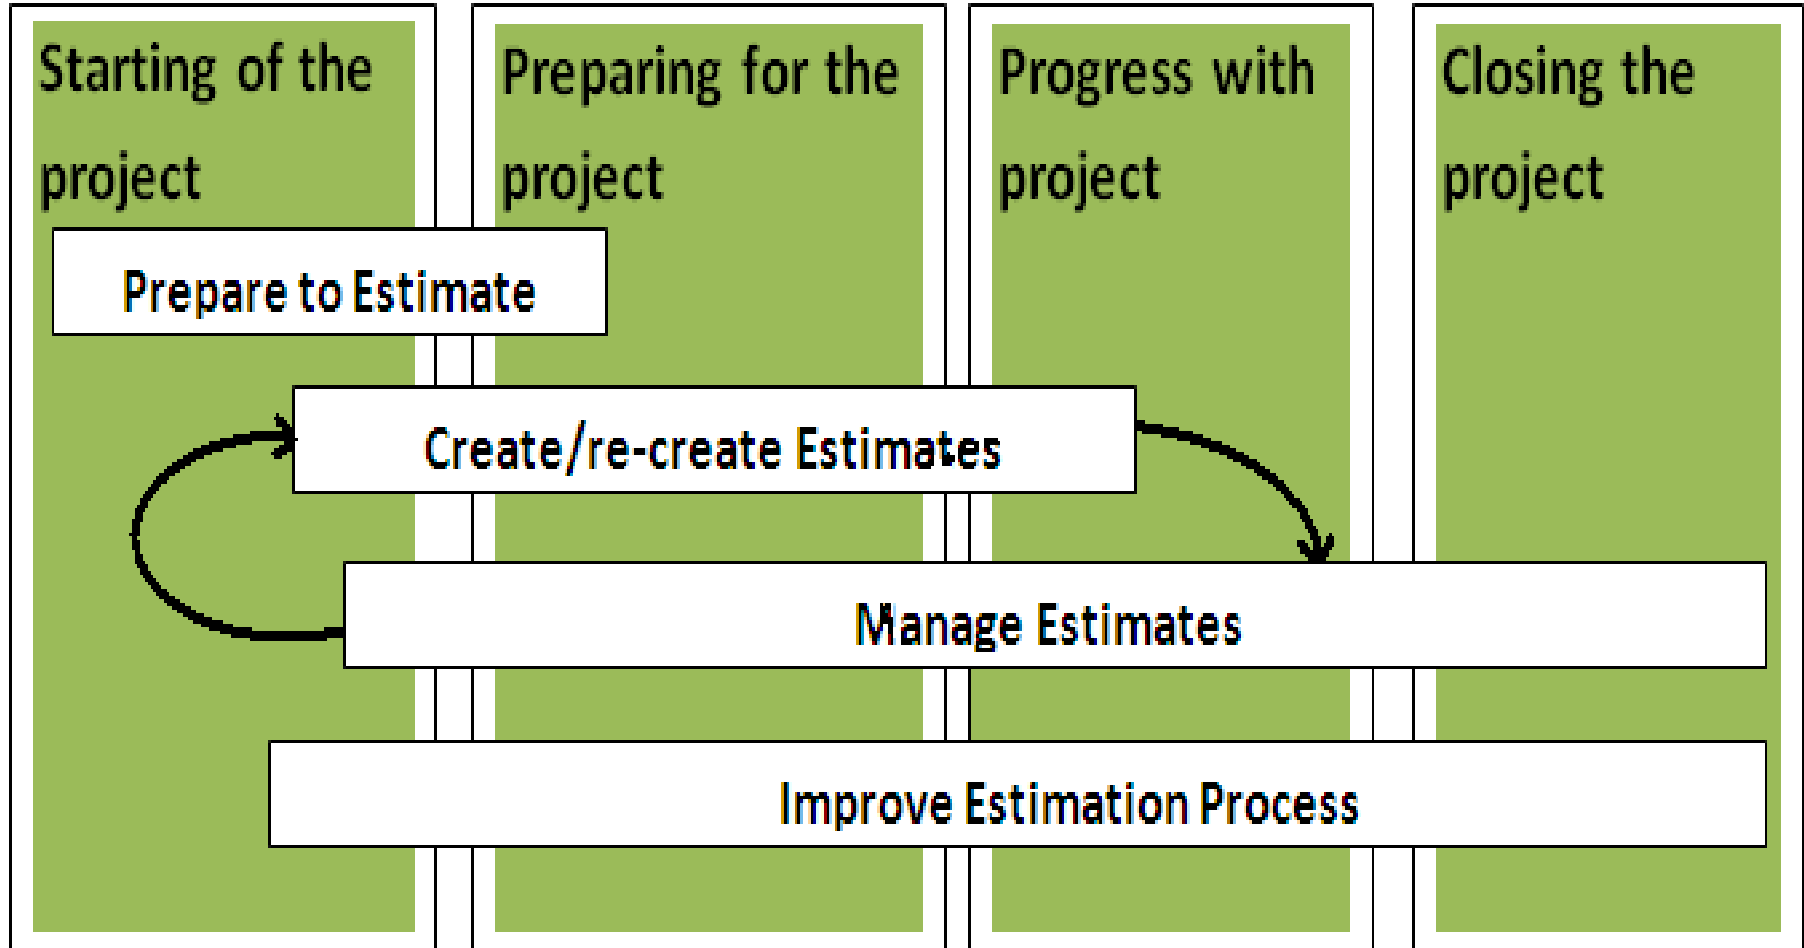 Starting of the
project
Preparing for the
project
Progress with
project
Closing the
project
Prepare to Estimate
Create/re-create Estimates
Manage Estimates
Improve Estimation Process